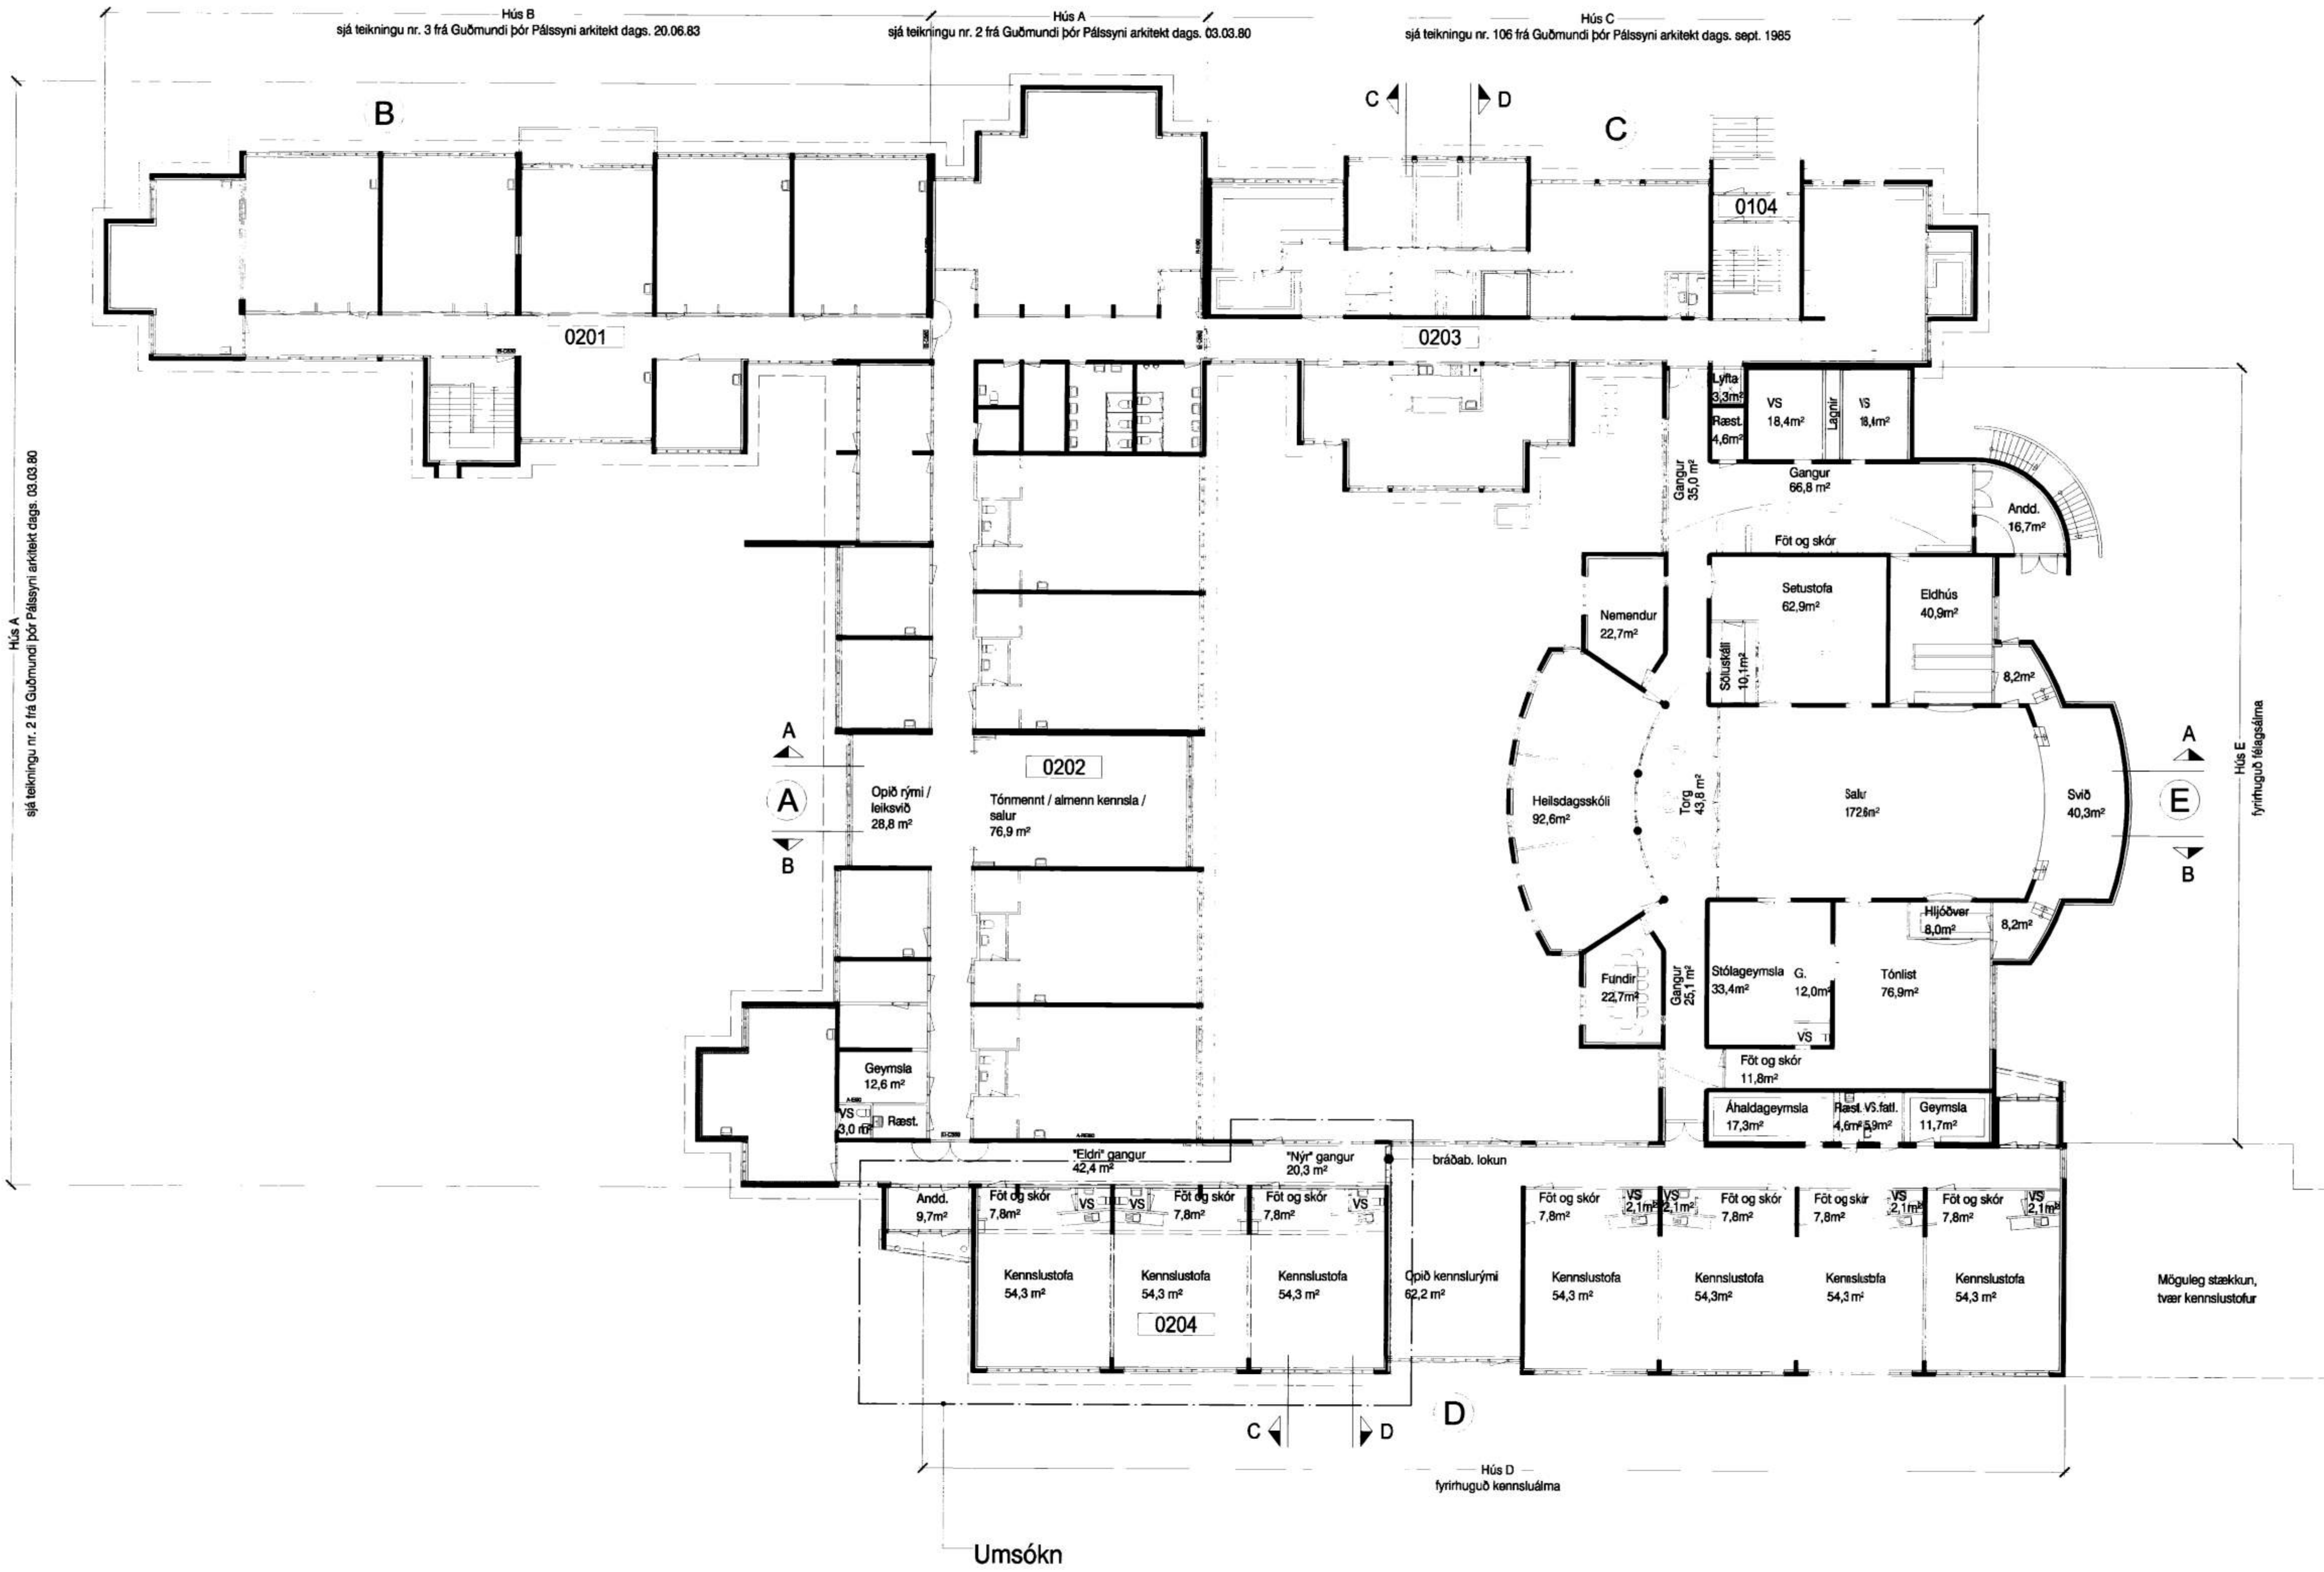 Hús B
sjá teikningu nr. 3 frá Guðmundi þór Pálssyni arkitekt dags. 20.06.83
Hús A
sjá teikningu nr. 2 frá Guðmundi þór Pálssyni arkitekt dags. 03.03.80
Hús C
sjá teikningu nr. 106 frá Guðmundi þór Pálssyni arkitekt dags. sept. 1985
B
C
D
C
0104
0201
0203
Hús A
sjá teikningu nr. 2 frá Guðmundi þór Pálssyni arkitekt dags. 03.03.80
Lyfta
3,3m²
Ræst.
4,6m²
VS
18,4m²
Lagnir
VS
18,4m²
Gangur
35,0 m²
Gangur
66,8 m²
Andd.
16,7m²
Föt og skór
Nemendur
22,7m²
Setustofa
62,9m²
Eldhús
40,9m²
Söluskáli
10,1m²
8,2m²
A
A
B
0202
Opið rými /
leiksvið
28,8 m²
Tónmennt / almenn kennsla /
salur
76,9 m²
Heilsdagsskóli
92,6m²
Torg
43,8 m²
Salur
172,6m²
Svið
40,3m²
A
E
B
Hús E
fyrirhuguð félagsálma
Hljóðver
8,0m²
8,2m²
Fundir
22,7m²
Gangur
25,1 m²
Stólageymsla
33,4m²
G.
12,0m²
Tónlist
76,9m²
VS
Föt og skór
11,8m²
Geymsla
12,6 m²
VS
3,0 m²
Ræst.
Áhaldageymsla
17,3m²
Ræst.
4,6m²
VS.fatl.
5,9m²
Geymsla
11,7m²
"Eldri" gangur
42,4 m²
"Nýr" gangur
20,3 m²
bráðab. lokun
Andd.
9,7m²
Föt og skór
7,8m²
VS
VS
Föt og skór
7,8m²
Föt og skór
7,8m²
VS
Föt og skór
7,8m²
VS
2,1m²
VS
2,1m²
Föt og skór
7,8m²
Föt og skór
7,8m²
VS
2,1m²
Föt og skór
7,8m²
VS
2,1m²
Kennslustofa
54,3 m²
Kennslustofa
54,3 m²
Kennslustofa
54,3 m²
Opið kennslurými
62,2 m²
Kennslustofa
54,3 m²
Kennslustofa
54,3m²
Kennslustofa
54,3 m²
Kennslustofa
54,3 m²
Möguleg stækkun,
tvær kennslustofur
0204
C
D
D
Hús D
fyrirhuguð kennsluálma
Umsókn